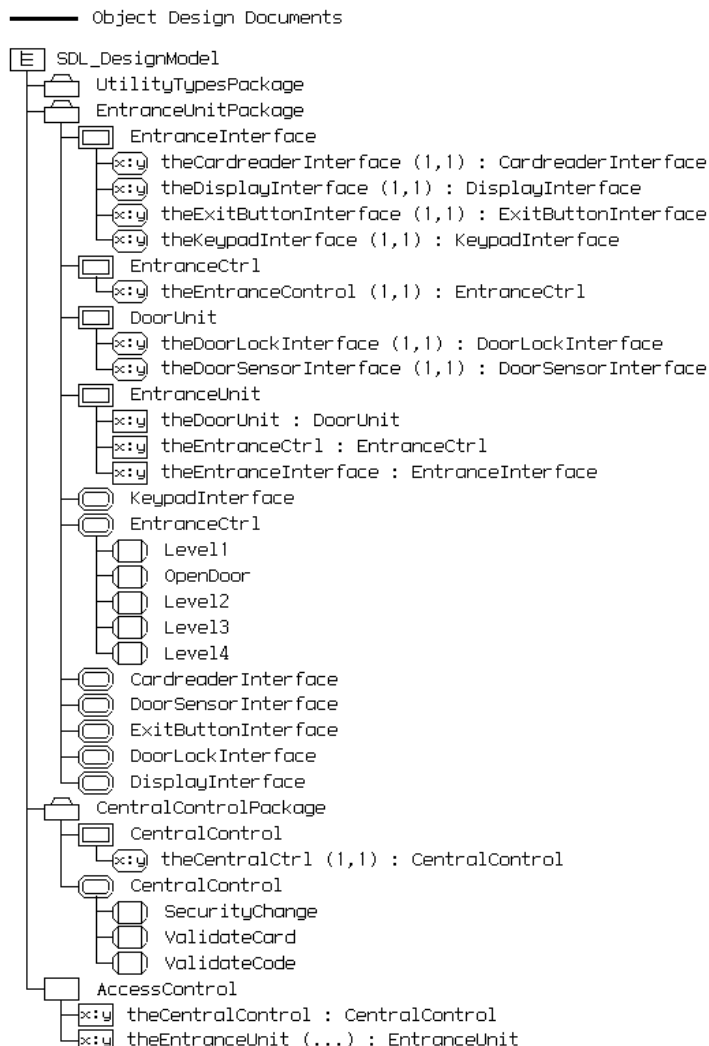 Object Design Documents
SDL_DesignModel
UtilityTypesPackage
EntranceUnitPackage
EntranceInterface
x:y theCardreaderInterface (1,1) : CardreaderInterface
x:y theDisplayInterface (1,1) : DisplayInterface
x:y theExitButtonInterface (1,1) : ExitButtonInterface
x:y theKeypadInterface (1,1) : KeypadInterface
EntranceCtrl
x:y theEntranceControl (1,1) : EntranceCtrl
DoorUnit
x:y theDoorLockInterface (1,1) : DoorLockInterface
x:y theDoorSensorInterface (1,1) : DoorSensorInterface
EntranceUnit
x:y theDoorUnit : DoorUnit
x:y theEntranceCtrl : EntranceCtrl
x:y theEntranceInterface : EntranceInterface
KeypadInterface
EntranceCtrl
Level1
OpenDoor
Level2
Level3
Level4
CardreaderInterface
DoorSensorInterface
ExitButtonInterface
DoorLockInterface
DisplayInterface
CentralControlPackage
CentralControl
x:y theCentralCtrl (1,1) : CentralControl
CentralControl
SecurityChange
ValidateCard
ValidateCode
AccessControl
x:y theCentralControl : CentralControl
x:y theEntranceUnit (...) : EntranceUnit